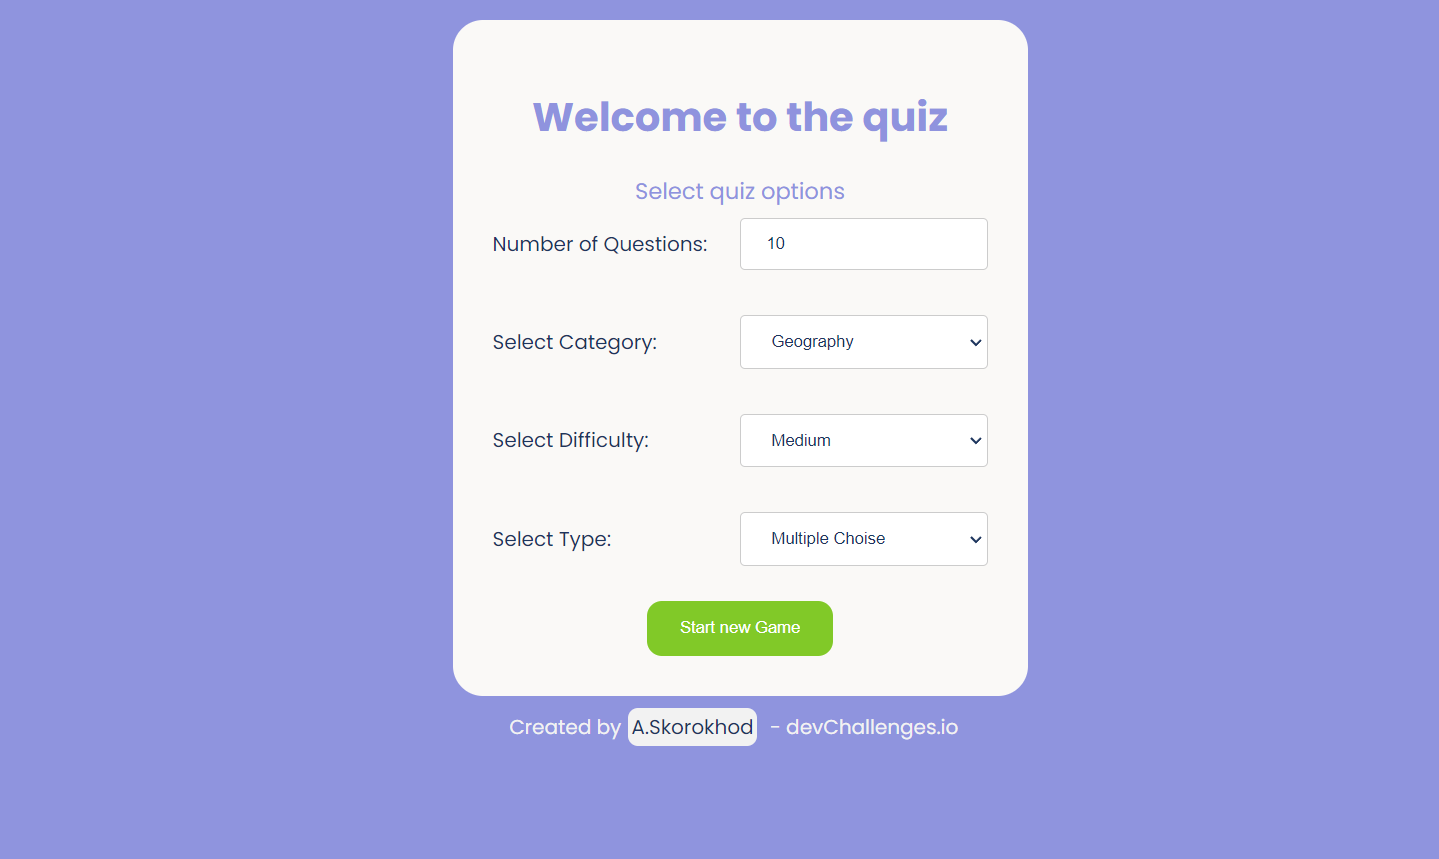 Welcome to the quiz
Select quiz options
Number of Questions: 10
Select Category: Geography
Select Difficulty: Medium
Select Type: Multiple Choise
Start new Game
Created by A.Skorokhod - devChallenges.io